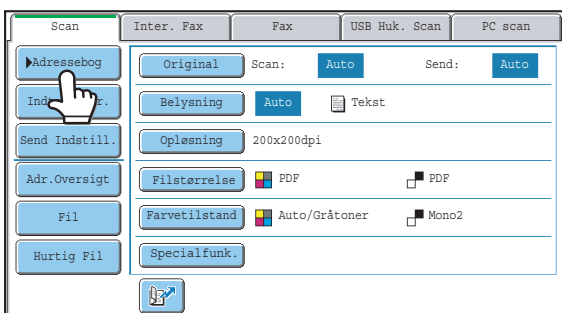 Scan Inter. Fax Fax USB Huk. Scan PC scan
Adressebog
Original Scan: Auto Send: Auto
r.
Belysning Auto Tekst
Send Indstill.
Opløsning 200x200dpi
Adr.Oversigt
Filstørrelse PDF PDF
Fil
Farvetilstand Auto/Gråtoner Mono2
Hurtig Fil
Specialfunk.